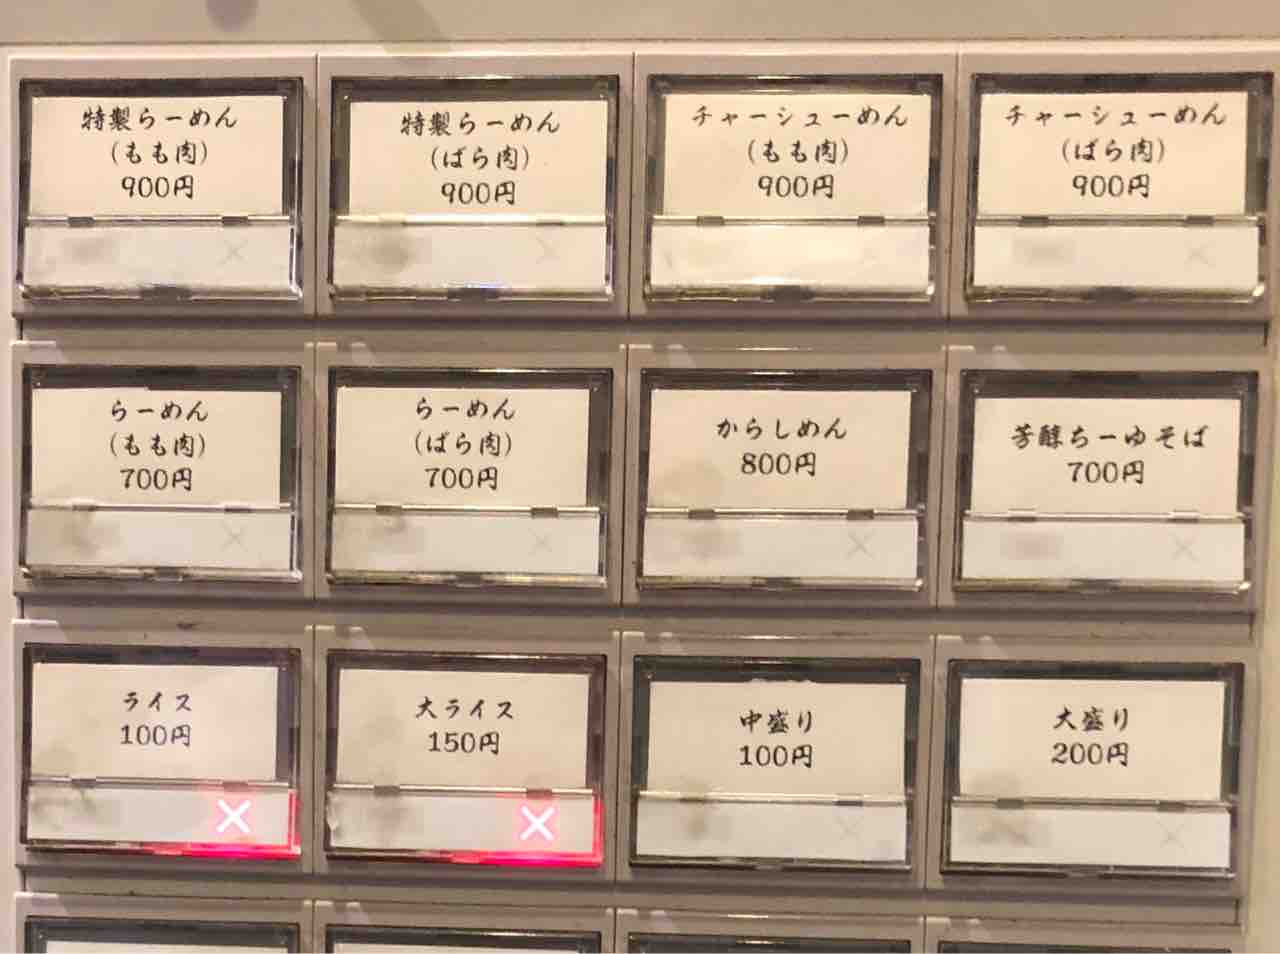 特製らーめん
(もも肉)
900円
特製らーめん
(ばら肉)
900円
チャーシューめん
(もも肉)
900円
チャーシューめん
(ばら肉)
900円
らーめん
(もも肉)
700円
らーめん
(ばら肉)
700円
からしめん
800円
芳醇ちーゆそば
700円
ライス
100円
大ライス
150円
中盛り
100円
大盛り
200円